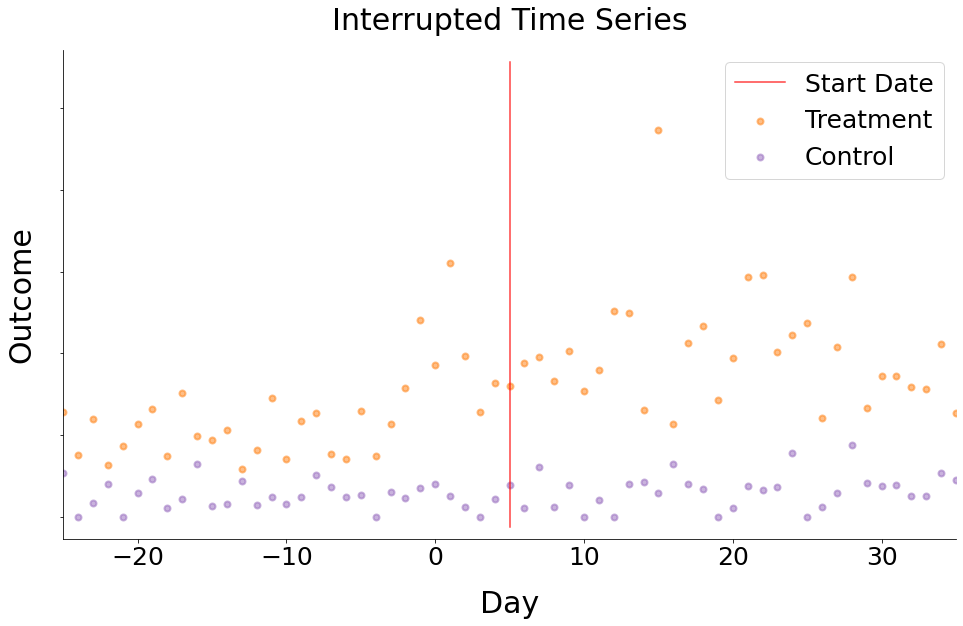 Interrupted Time Series
Start Date
Treatment
Control
Outcome
−20 −10 0 10 20 30
Day